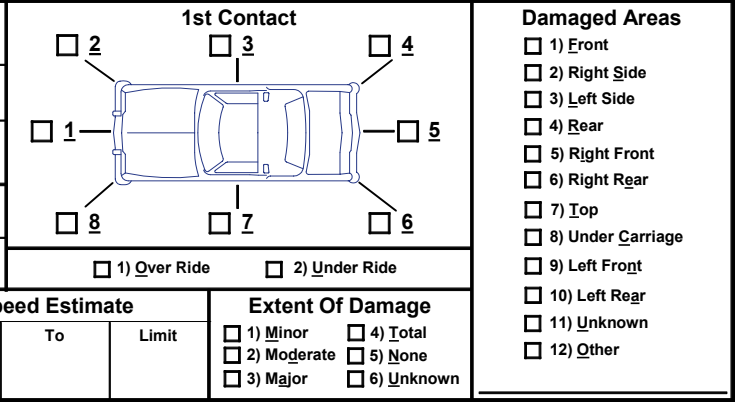 1st Contact
2
3
4
1
5
8
7
6
1) Over Ride
2) Under Ride
peed Estimate
To
Limit
Extent Of Damage
1) Minor
4) Total
2) Moderate
5) None
3) Major
6) Unknown
Damaged Areas
1) Front
2) Right Side
3) Left Side
4) Rear
5) Right Front
6) Right Rear
7) Top
8) Under Carriage
9) Left Front
10) Left Rear
11) Unknown
12) Other